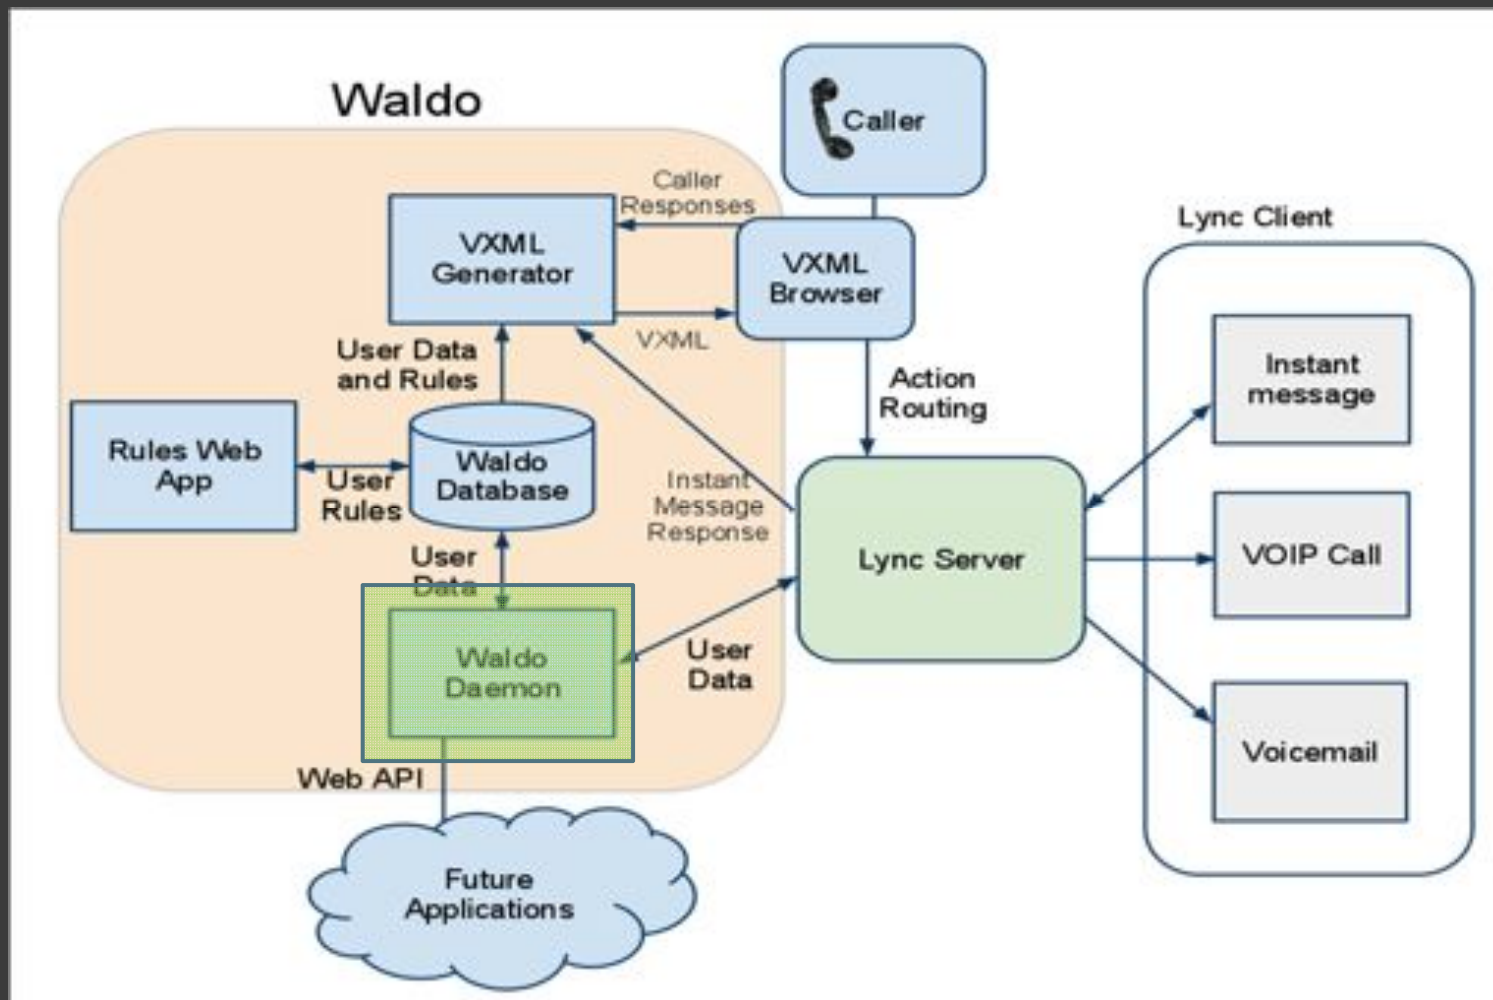 Waldo
Caller
Caller
Responses
VXML
Generator
VXML
Browser
VXML
Lync Client
User Data
and Rules
Action
Routing
Instant
message
Rules Web
App
User
Rules
Waldo
Database
Instant
Message
Response
Lync Server
VOIP Call
User
Data
Waldo
Daemon
User
Data
Voicemail
Web API
Future
Applications